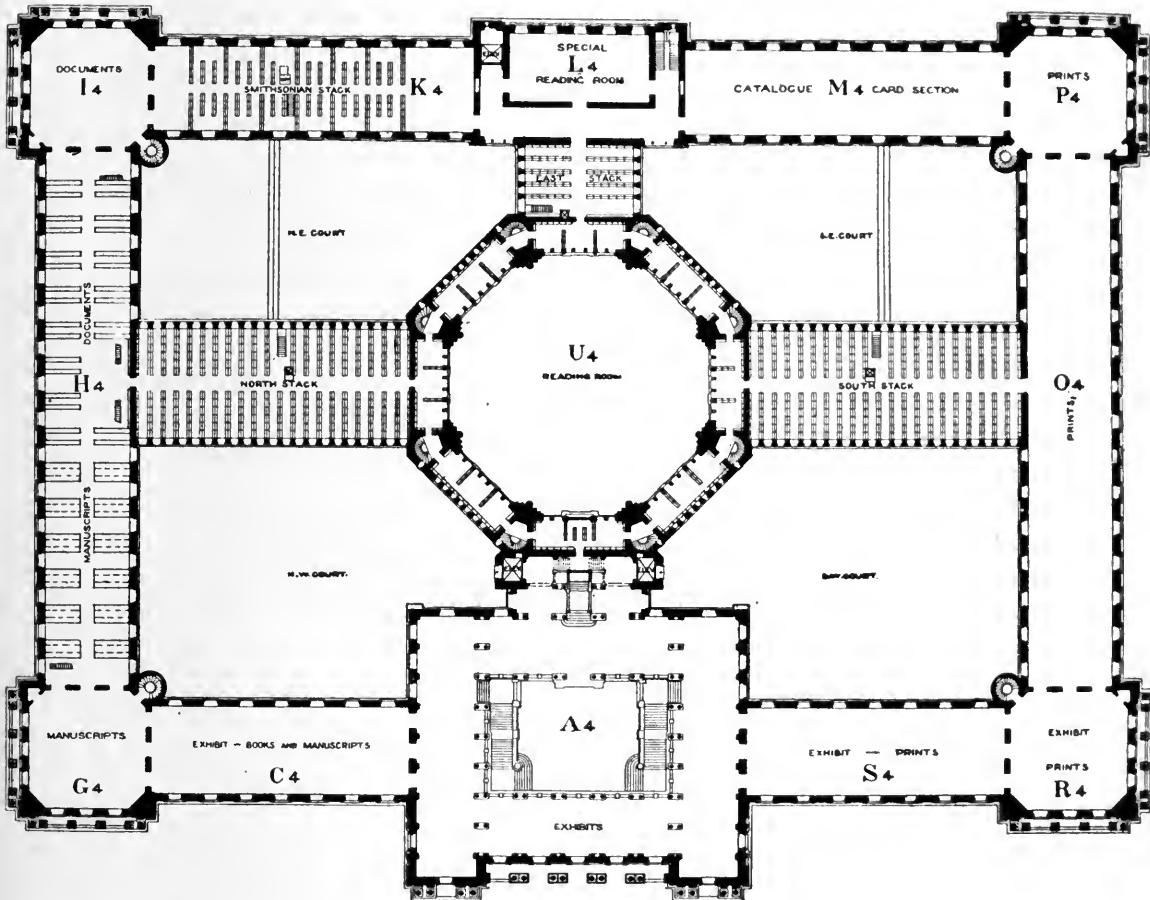 SPECIAL
L4
READING ROOM
DOCUMENTS
I4
SMITHSONIAN STACK
K4
CATALOGUE M4 CARD SECTION
PRINTS
P4
EAST STACK
N.E. COURT
S.E. COURT
DOCUMENTS
H4
NORTH STACK
U4
READING ROOM
SOUTH STACK
O4
PRINTS
MANUSCRIPTS
N.W. COURT.
S.W. COURT.
MANUSCRIPTS
G4
EXHIBIT — BOOKS AND MANUSCRIPTS
C4
A4
EXHIBITS
EXHIBIT — PRINTS
S4
EXHIBIT
PRINTS
R4